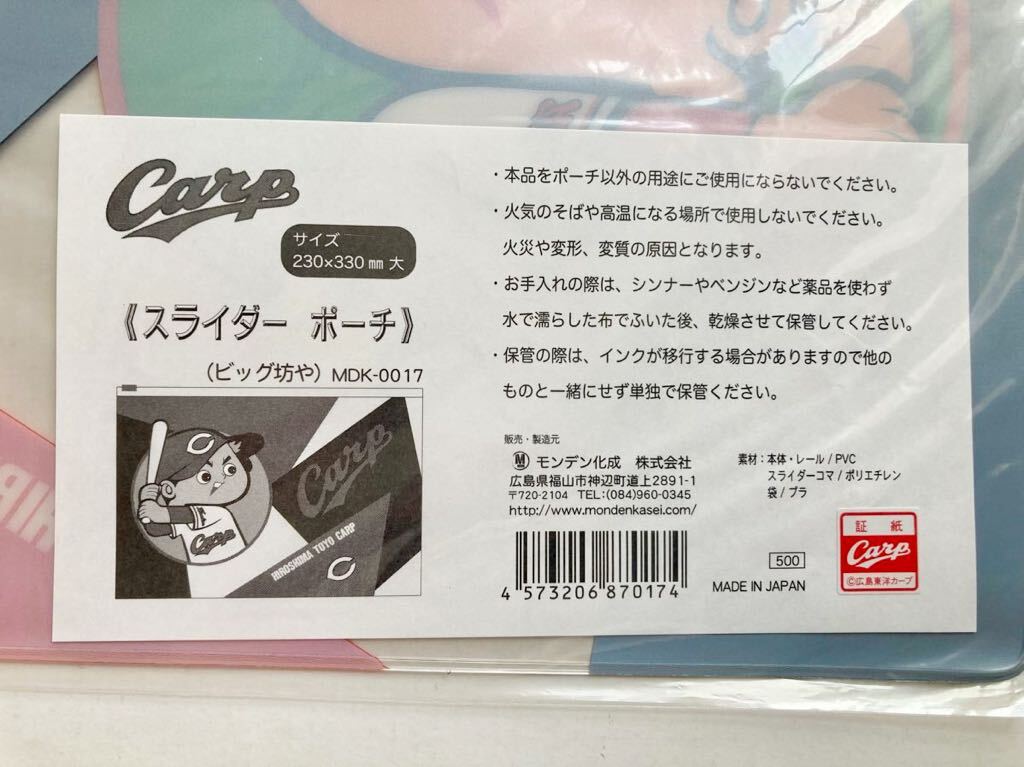 Carp
サイズ
230×330㎜ 大
《スライダー ポーチ》
(ビッグ坊や) MDK-0017
Carp
Carp
HIROSHIMA TOYO CARP
・本品をポーチ以外の用途にご使用にならないでください。
・火気のそばや高温になる場所で使用しないでください。
火災や変形、変質の原因となります。
・お手入れの際は、シンナーやベンジンなど薬品を使わず
水で濡らした布でふいた後、乾燥させて保管してください。
・保管の際は、インクが移行する場合がありますので他の
ものと一緒にせず単独で保管ください。
販売・製造元
モンデン化成 株式会社
広島県福山市神辺町道上2891-1
〒720-2104 TEL:(084)960-0345
http://www.mondenkasei.com/
4 573206 870174
素材：本体・レール/PVC
スライダーコマ/ポリエチレン
袋/プラ
500
MADE IN JAPAN
証紙
Carp
©広島東洋カープ